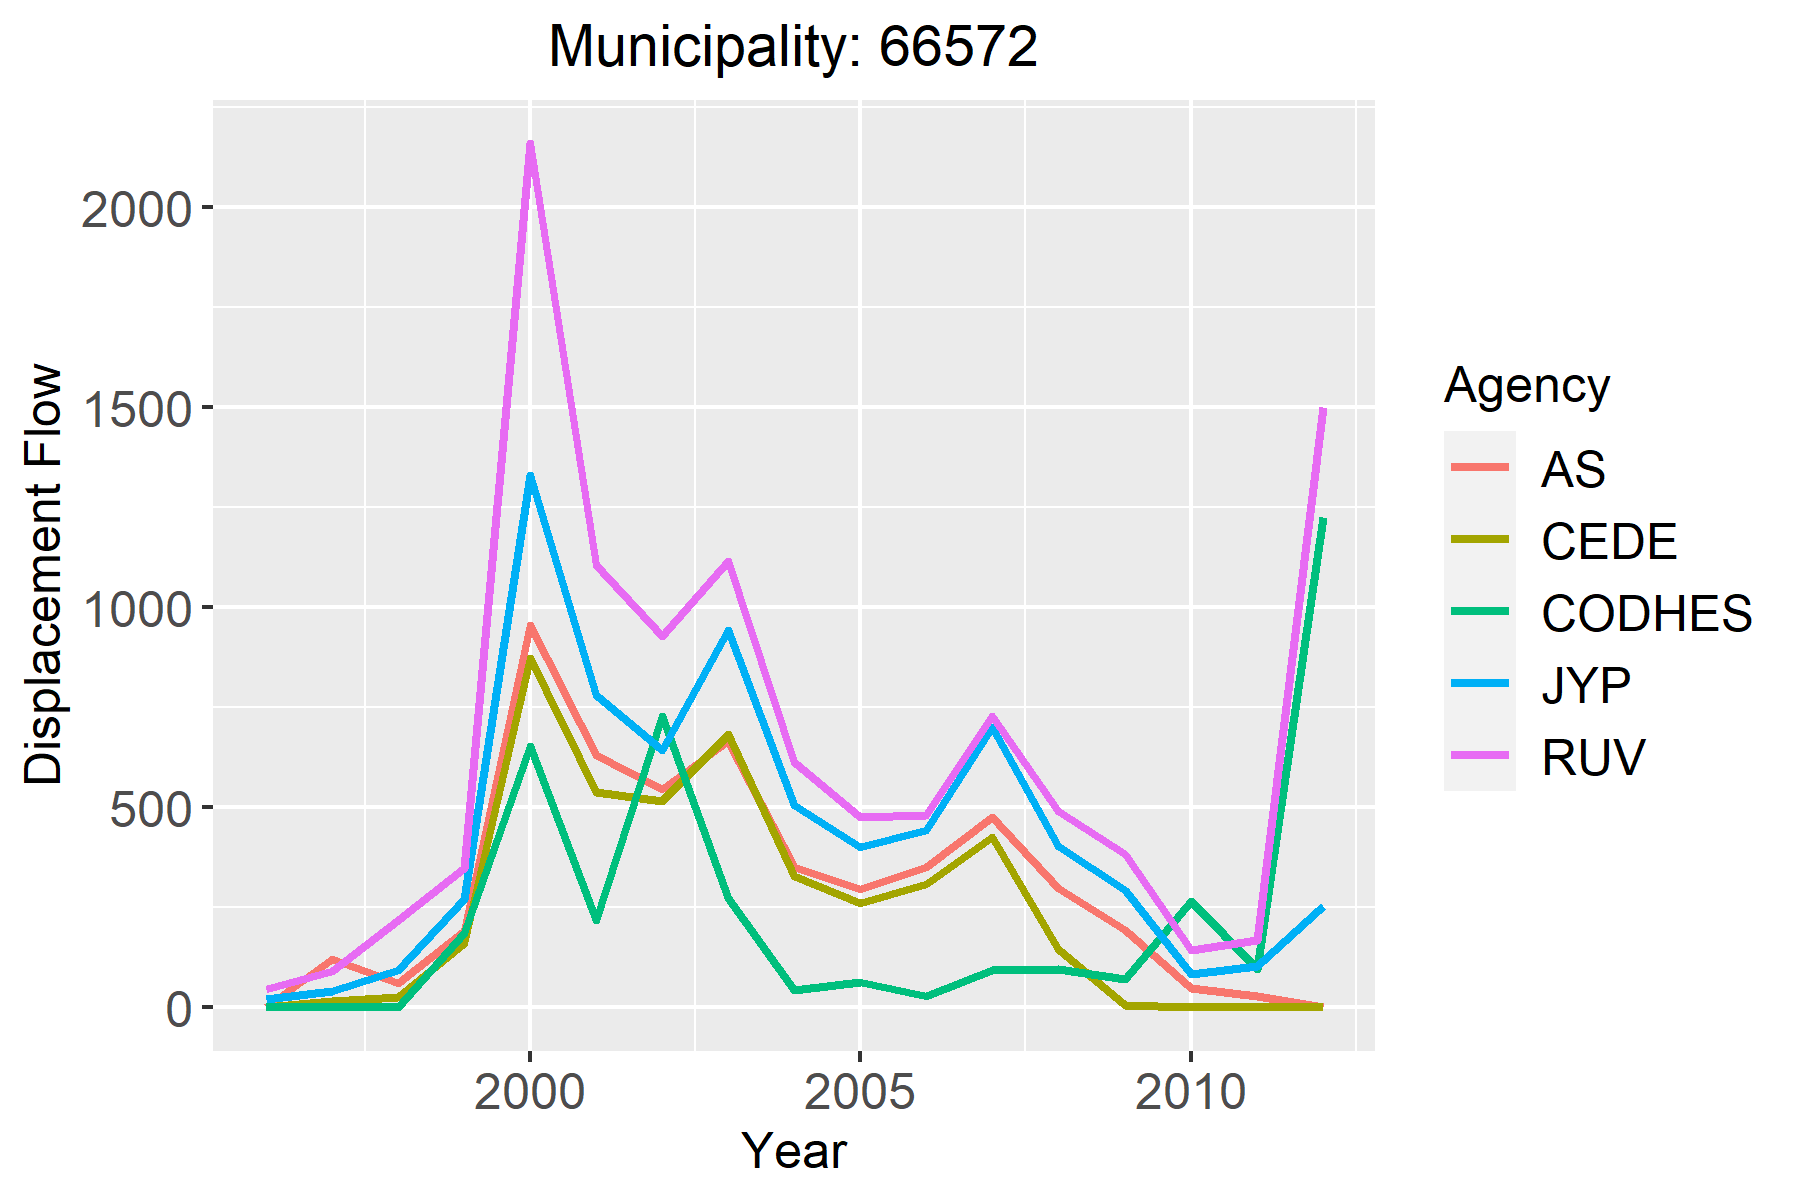 Municipality: 66572
Displacement Flow
2000
1500
1000
500
0
2000 2005 2010
Year
Agency
AS
CEDE
CODHES
JYP
RUV